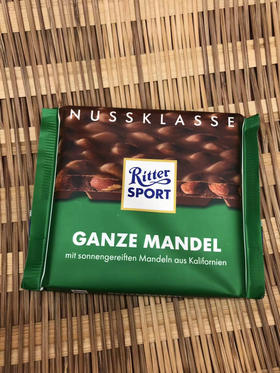 NUSSKLASSE
Ritter
SPORT
GANZE MANDEL
mit sonnengereiften Mandeln aus Kalifornien